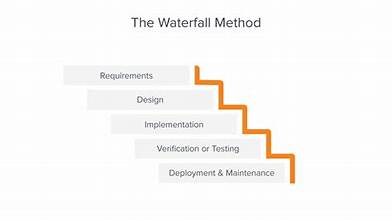 The Waterfall Method
Requirements
Design
Implementation
Verification or Testing
Deployment & Maintenance